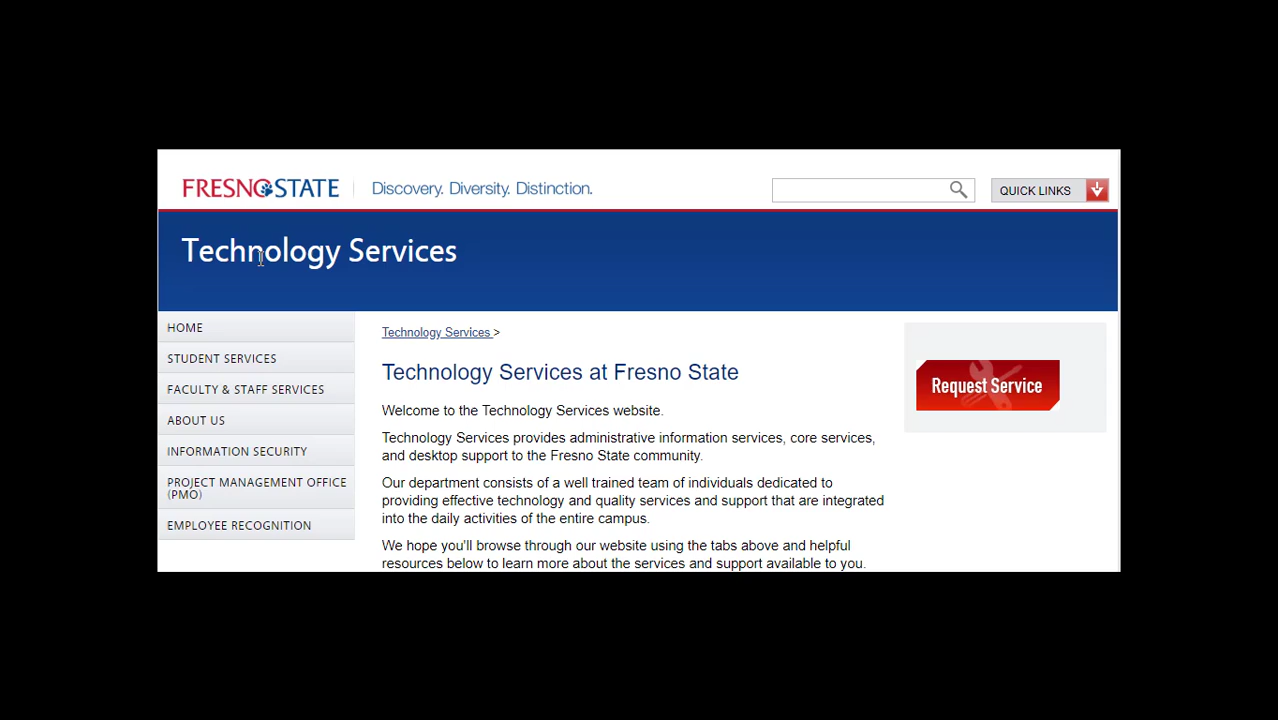 FRESNO STATE
Discovery. Diversity. Distinction.
QUICK LINKS
Technology Services
HOME
STUDENT SERVICES
FACULTY & STAFF SERVICES
ABOUT US
INFORMATION SECURITY
PROJECT MANAGEMENT OFFICE
(PMO)
EMPLOYEE RECOGNITION
Technology Services >
Technology Services at Fresno State
Welcome to the Technology Services website.
Technology Services provides administrative information services, core services,
and desktop support to the Fresno State community.
Our department consists of a well trained team of individuals dedicated to
providing effective technology and quality services and support that are integrated
into the daily activities of the entire campus.
We hope you'll browse through our website using the tabs above and helpful
resources below to learn more about the services and support available to you.
Request Service